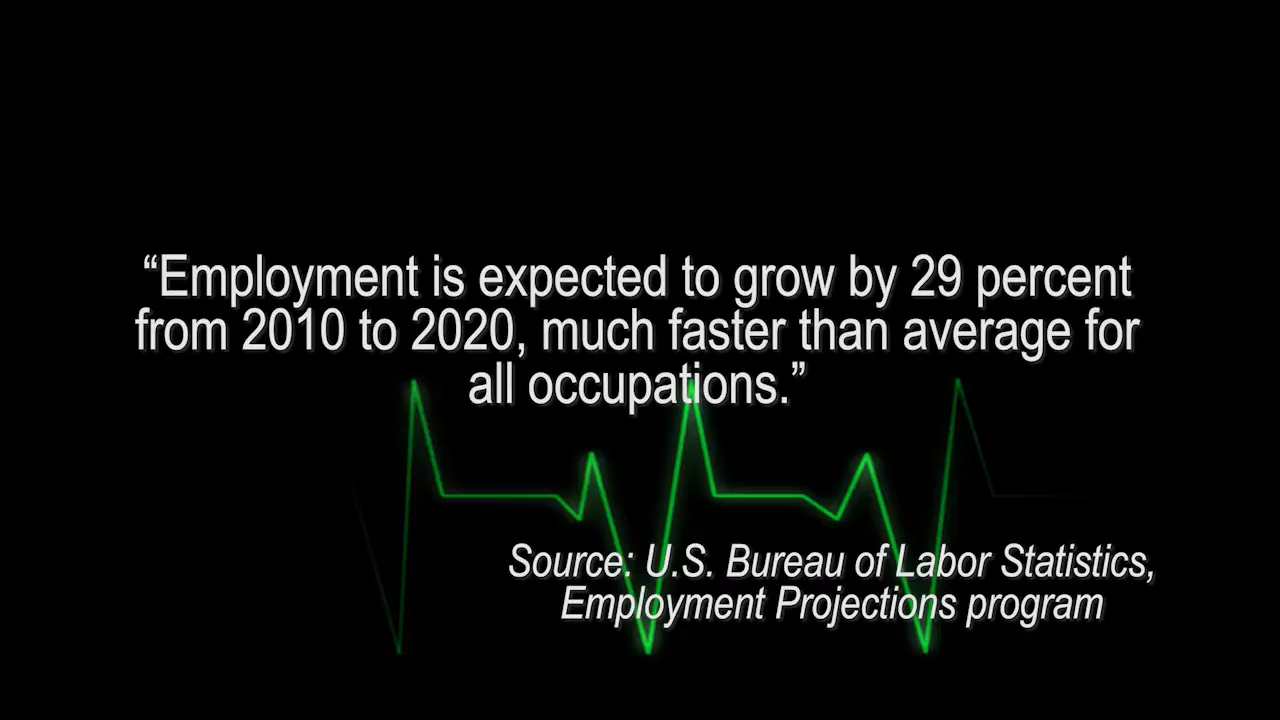 “Employment is expected to grow by 29 percent
from 2010 to 2020, much faster than average for
all occupations.”
Source: U.S. Bureau of Labor Statistics,
Employment Projections program